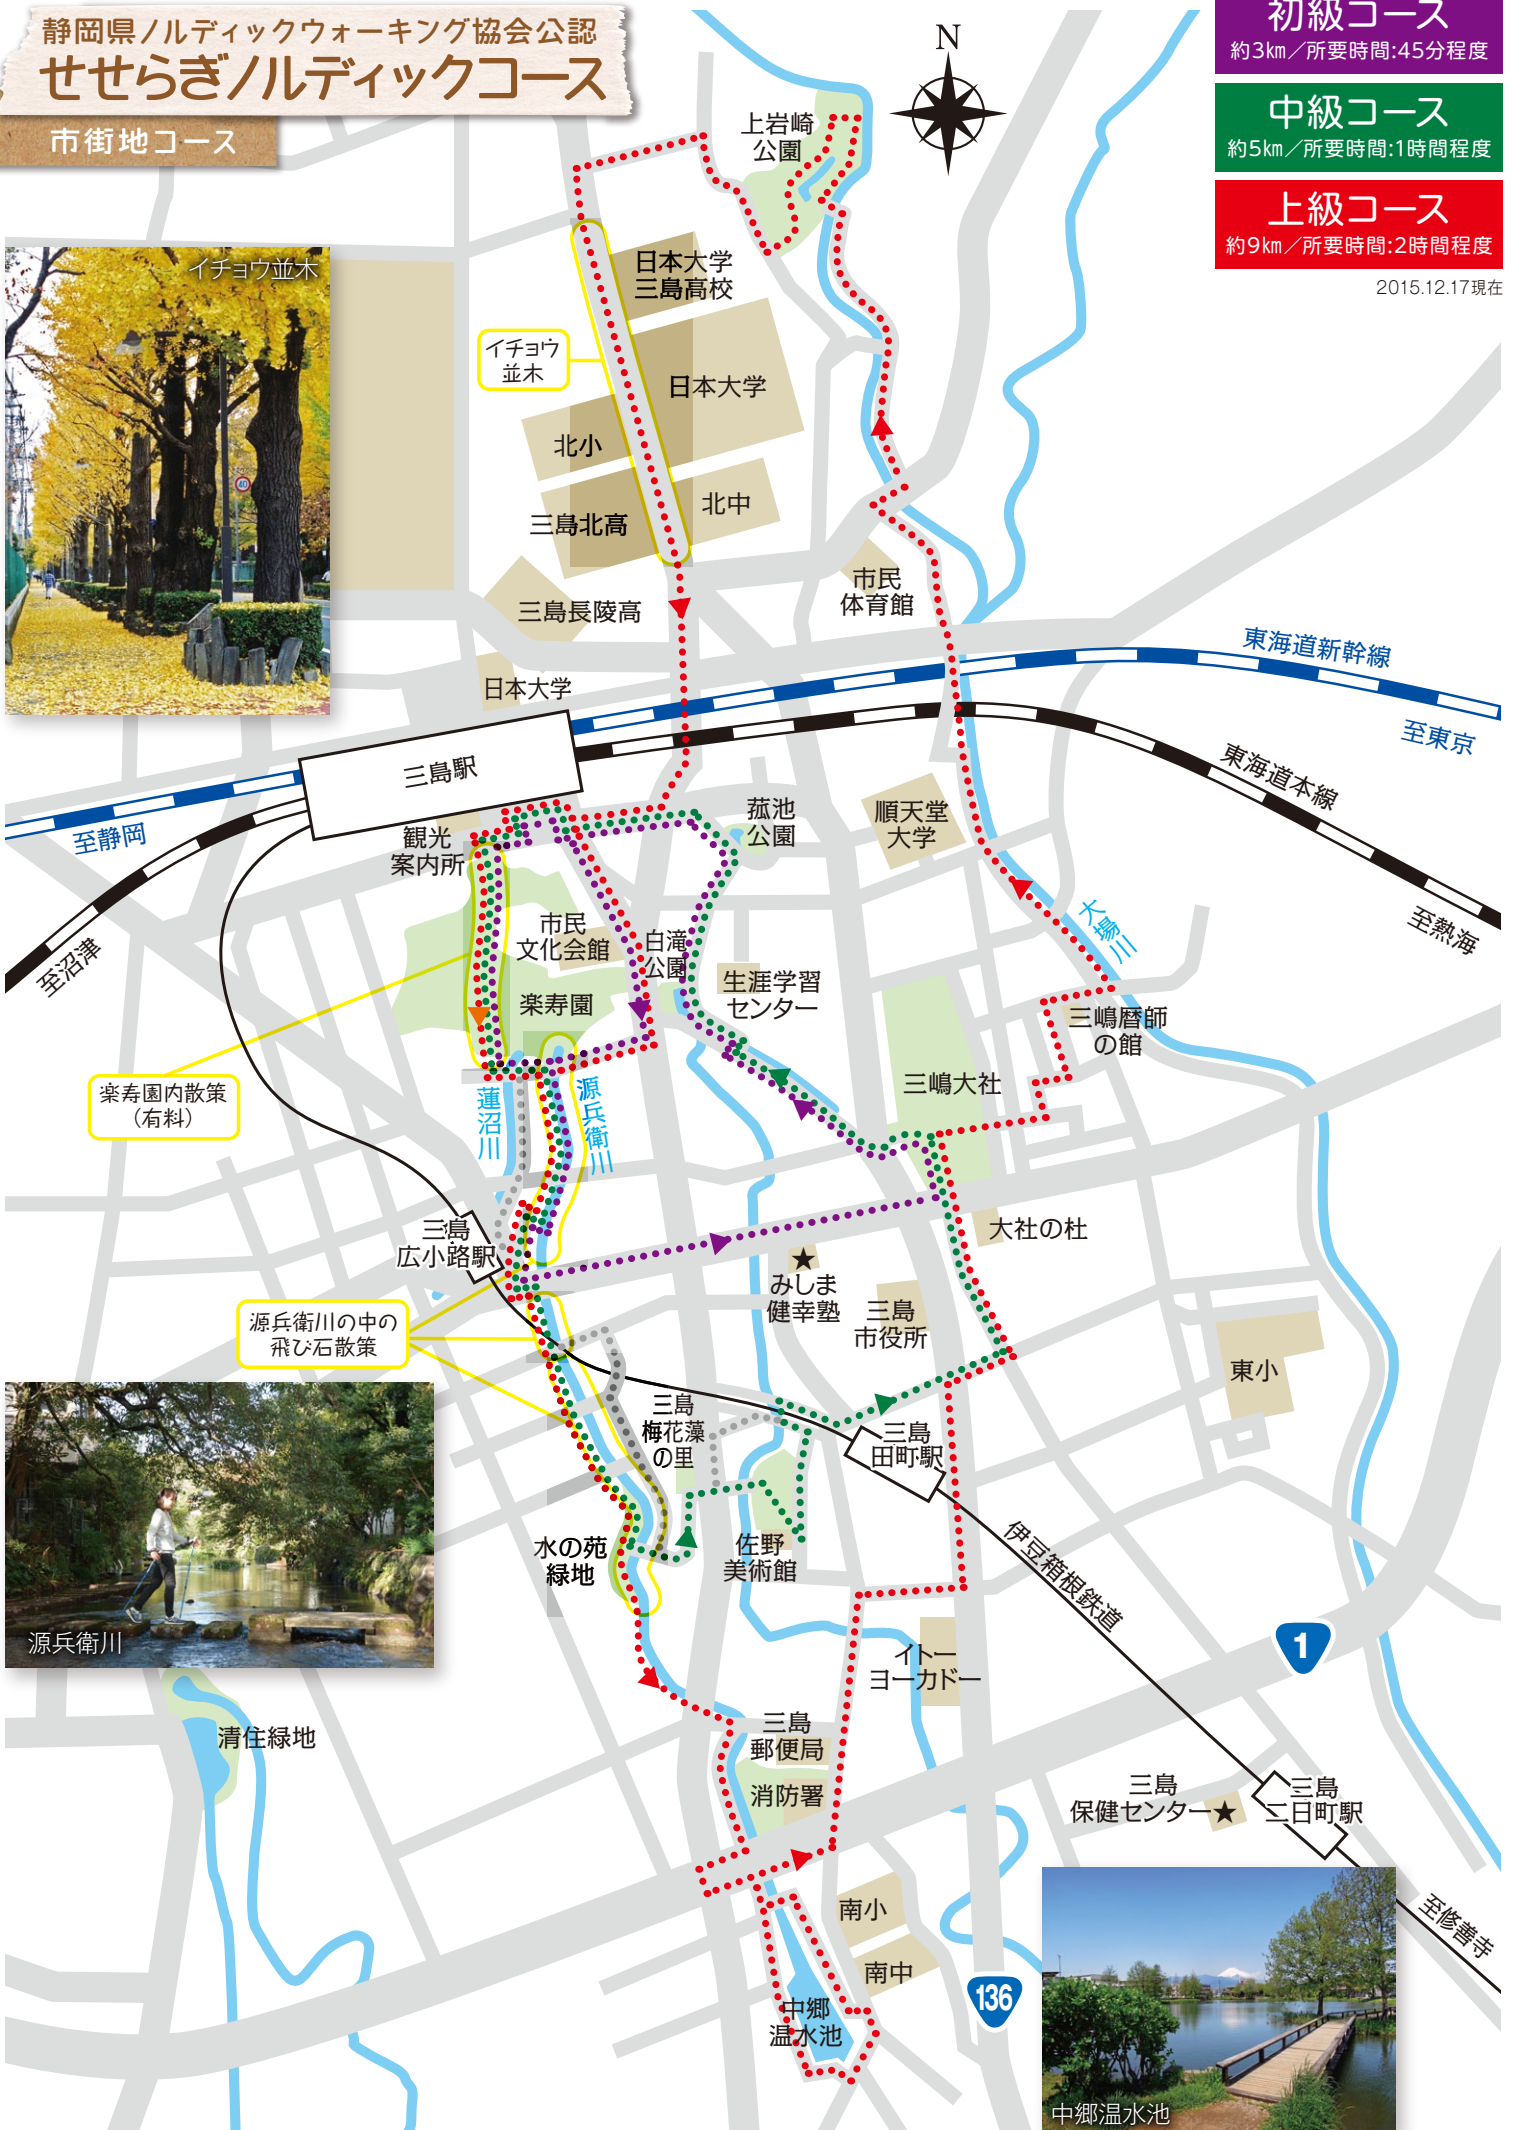 静岡県ノルディックウォーキング協会公認
せせらぎノルディックコース
市街地コース
初級コース
約3km／所要時間:45分程度
中級コース
約5km／所要時間:1時間程度
上級コース
約9km／所要時間:2時間程度
2015.12.17現在
N
上岩崎
公園
イチョウ並木
40
日本大学
三島高校
イチョウ
並木
日本大学
北小
北中
三島北高
市民
体育館
三島長陵高
日本大学
東海道新幹線
至東京
三島駅
東海道本線
至静岡
観光
案内所
菰池
公園
順天堂
大学
至熱海
至沼津
市民
文化会館
白滝
公園
大場川
楽寿園
生涯学習
センター
三嶋暦師
の館
楽寿園内散策
（有料）
蓮沼川
源兵衛川
三嶋大社
三島
広小路駅
大社の杜
★
みしま
健幸塾
三島
市役所
源兵衛川の中の
飛び石散策
東小
三島
梅花藻
の里
三島
田町駅
水の苑
緑地
佐野
美術館
伊豆箱根鉄道
源兵衛川
イトー
ヨーカドー
1
清住緑地
三島
郵便局
消防署
三島
保健センター★
三島
二日町駅
南小
南中
136
至修善寺
中郷
温水池
中郷温水池